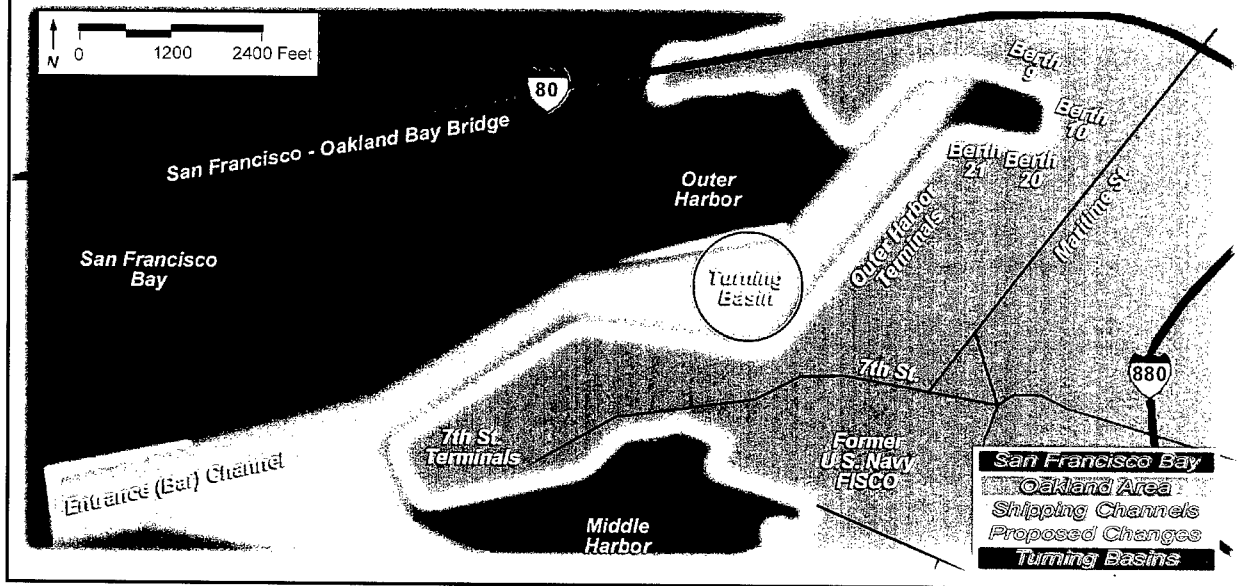 N
0 1200 2400 Feet
80
San Francisco - Oakland Bay Bridge
Berth
9
Berth
10
Berth
21
Berth
20
Outer
Harbor
Maritime St.
Outer Harbor
Terminals
San Francisco
Bay
Turning
Basin
7th St.
880
7th St.
Terminals
Former
U.S. Navy
FISCO
Entrance (Bar) Channel
Middle
Harbor
San Francisco Bay
Oakland Area
Shipping Channels
Proposed Changes
Turning Basins